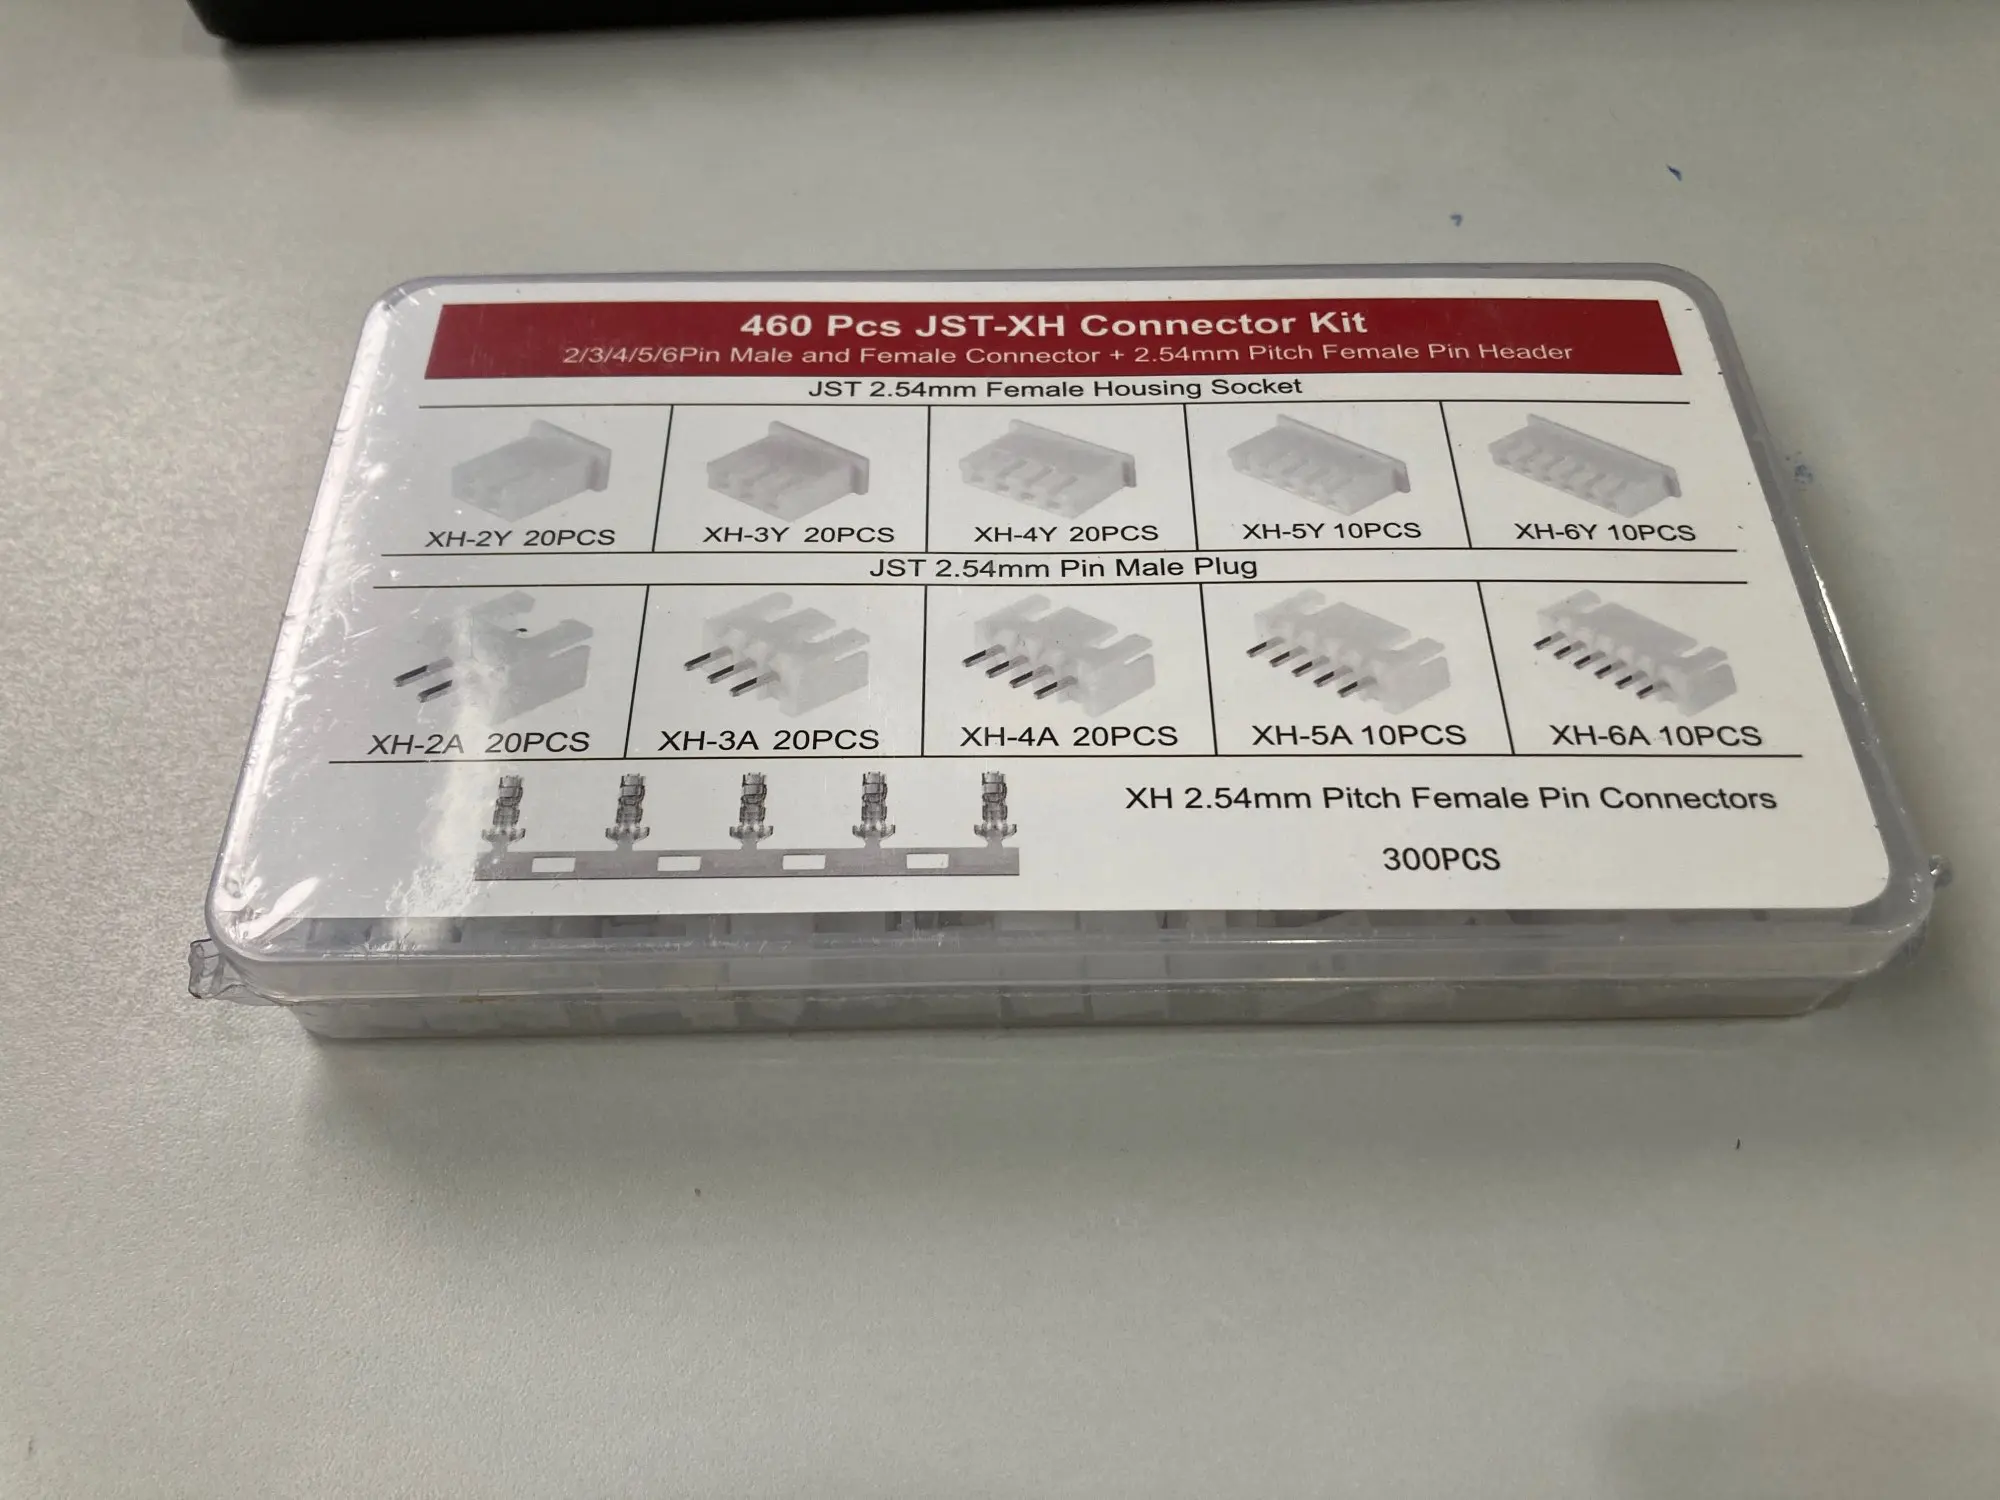 460 Pcs JST-XH Connector Kit
2/3/4/5/6Pin Male and Female Connector + 2.54mm Pitch Female Pin Header
JST 2.54mm Female Housing Socket
XH-2Y 20PCS
XH-3Y 20PCS
XH-4Y 20PCS
XH-5Y 10PCS
XH-6Y 10PCS
JST 2.54mm Pin Male Plug
XH-2A 20PCS
XH-3A 20PCS
XH-4A 20PCS
XH-5A 10PCS
XH-6A 10PCS
XH 2.54mm Pitch Female Pin Connectors
300PCS